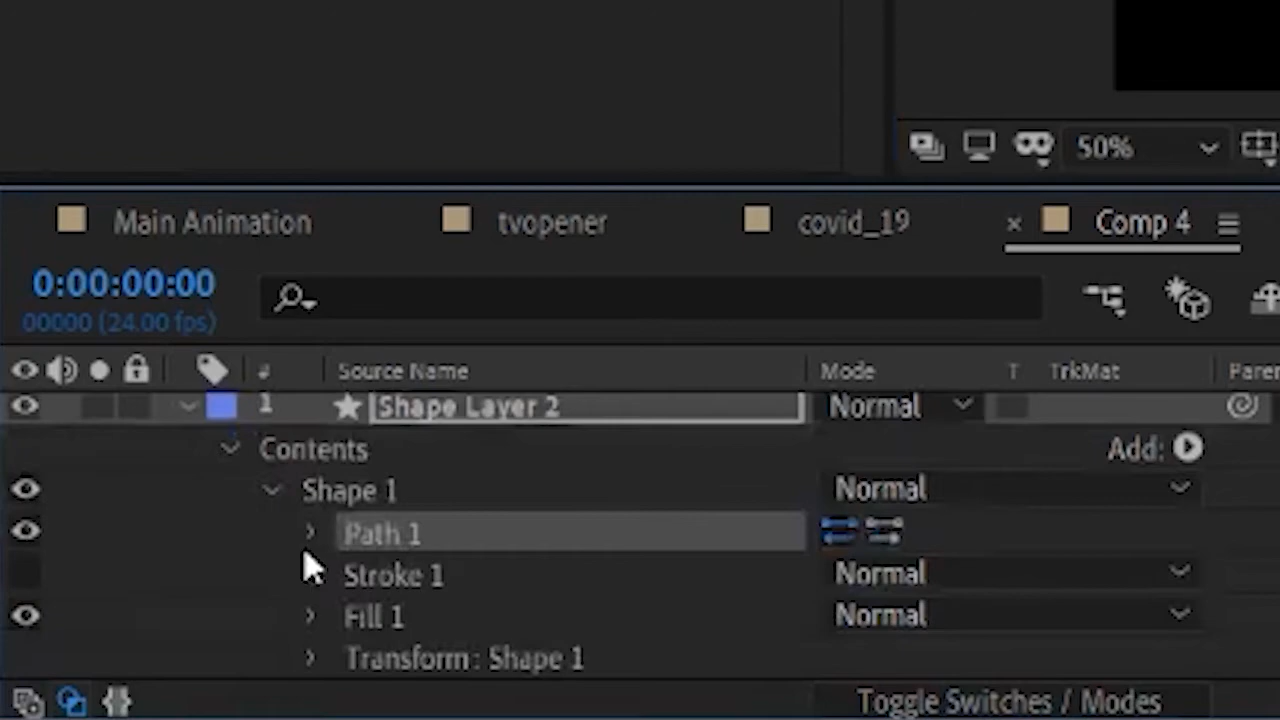 50%
Main Animation tvopener covid_19 × Comp 4
0:00:00:00
00000 (24.00 fps)
# Source Name Mode T TrkMat
1 Shape Layer 2 Normal
Contents Add:
Shape 1 Normal
Path 1
Stroke 1 Normal
Fill 1 Normal
Transform: Shape 1
Toggle Switches / Modes